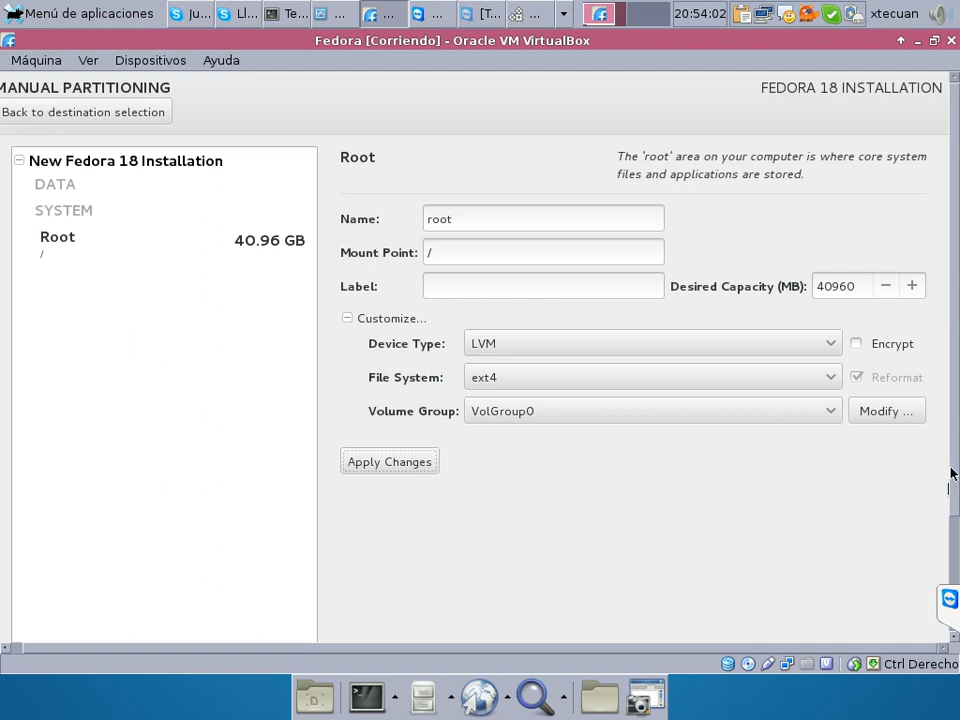 Menú de aplicaciones
Ju...
Ll...
Te...
...
...
...
[T...
...
20:54:02
xtecuan
Fedora [Corriendo] - Oracle VM VirtualBox
Máquina Ver Dispositivos Ayuda
MANUAL PARTITIONING
FEDORA 18 INSTALLATION
Back to destination selection
New Fedora 18 Installation
DATA
SYSTEM
Root
40.96 GB
/
Root
The 'root' area on your computer is where core system
files and applications are stored.
Name: root
Mount Point: /
Label:
Desired Capacity (MB): 40960
Customize...
Device Type: LVM
Encrypt
File System: ext4
Reformat
Volume Group: VolGroup0
Modify ...
Apply Changes
Ctrl Derecho